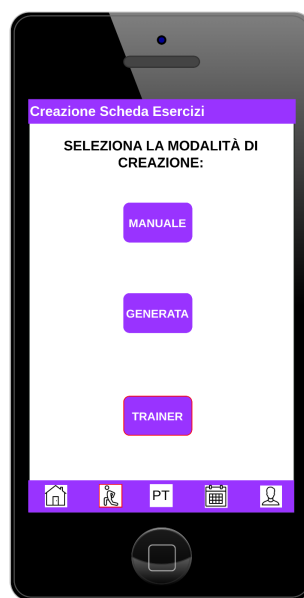 Creazione Scheda Esercizi
SELEZIONA LA MODALITÀ DI
CREAZIONE:
MANUALE
GENERATA
TRAINER
PT